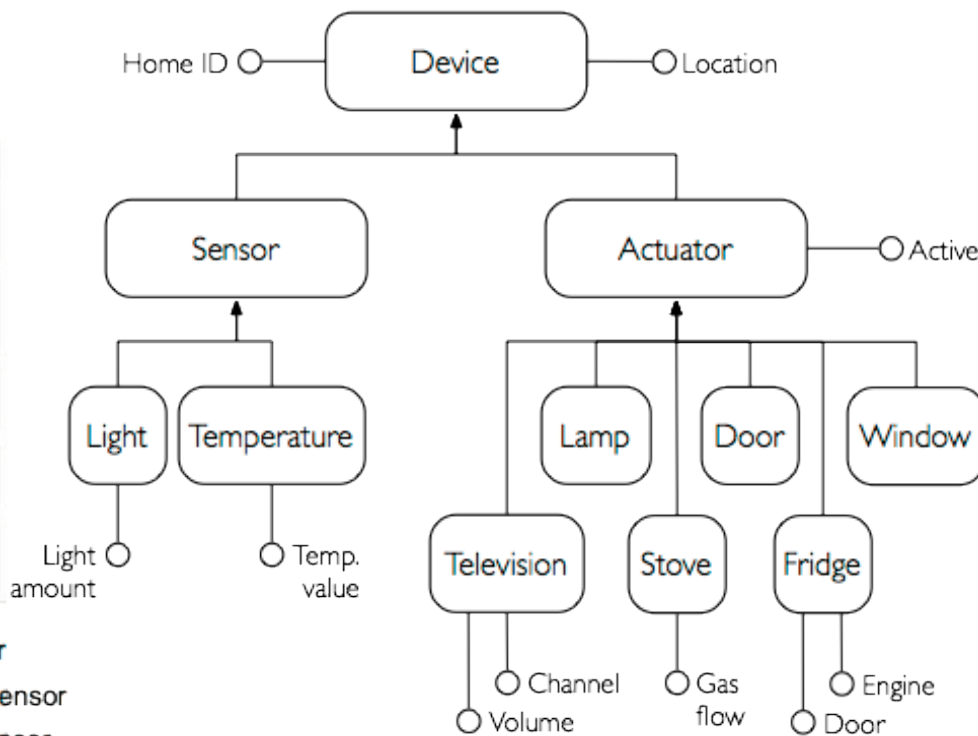 Home ID
Device
Location
Sensor
Actuator
Active
Light
Temperature
Lamp
Door
Window
Light
amount
Temp.
value
Television
Stove
Fridge
Channel
Volume
Gas
flow
Engine
Door